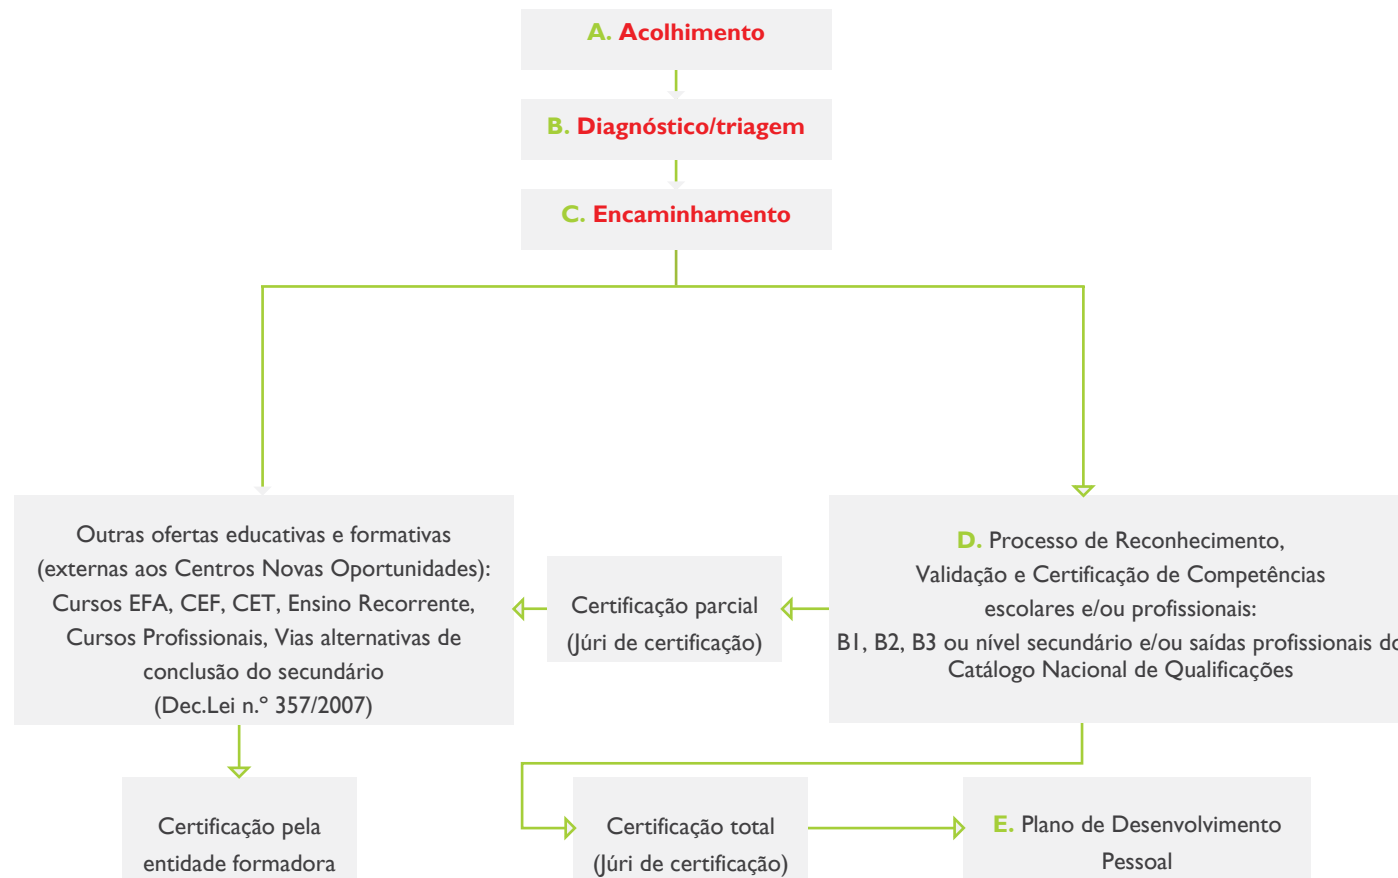 A. Acolhimento
B. Diagnóstico/triagem
C. Encaminhamento
Outras ofertas educativas e formativas
(externas aos Centros Novas Oportunidades):
Cursos EFA, CEF, CET, Ensino Recorrente,
Cursos Profissionais, Vias alternativas de
conclusão do secundário
(Dec.Lei n.º 357/2007)
Certificação parcial
(Júri de certificação)
D. Processo de Reconhecimento,
Validação e Certificação de Competências
escolares e/ou profissionais:
B1, B2, B3 ou nível secundário e/ou saídas profissionais do
Catálogo Nacional de Qualificações
Certificação pela
entidade formadora
Certificação total
(Júri de certificação)
E. Plano de Desenvolvimento
Pessoal